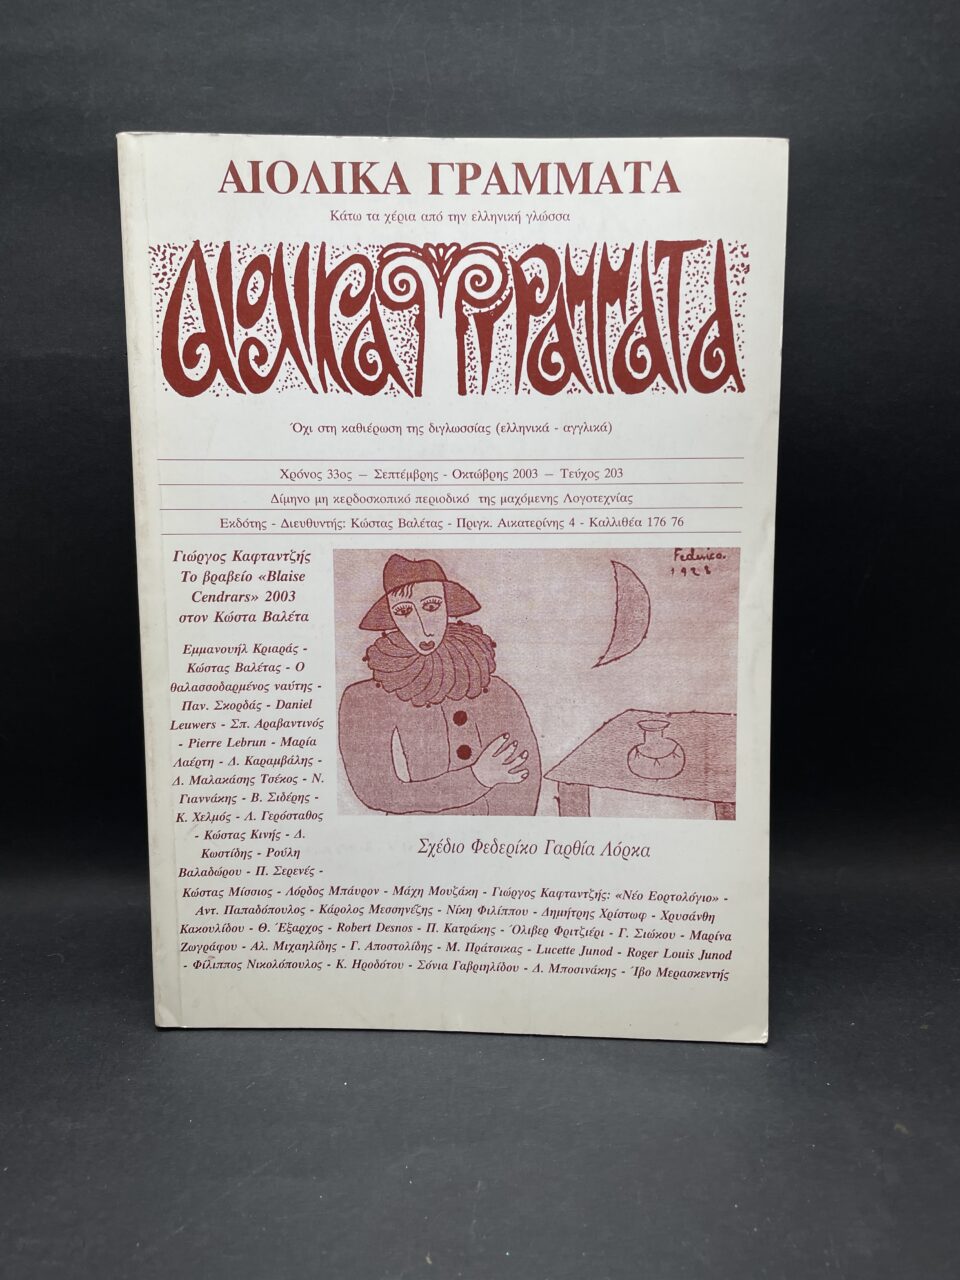 ΑΙΟΛΙΚΑ ΓΡΑΜΜΑΤΑ
Κάτω τα χέρια από την ελληνική γλώσσα
ΑΙΟΛΙΚΑ ΓΡΑΜΜΑΤΑ
Όχι στη καθιέρωση της διγλωσσίας (ελληνικά - αγγλικά)
Χρόνος 33ος – Σεπτέμβρης - Οκτώβρης 2003 – Τεύχος 203
Δίμηνο μη κερδοσκοπικό περιοδικό της μαχόμενης Λογοτεχνίας
Εκδότης - Διευθυντής: Κώστας Βαλέτας - Πριγκ. Αικατερίνης 4 - Καλλιθέα 176 76
Γιώργος Καφταντζής
Το βραβείο «Blaise
Cendrars» 2003
στον Κώστα Βαλέτα
Εμμανουήλ Κριαράς -
Κώστας Βαλέτας - Ο
θαλασσοδαρμένος ναύτης -
Παν. Σκορδάς - Daniel
Leuwers - Σπ. Αραβαντινός
- Pierre Lebrun - Μαρία
Λαέρτη - Δ. Καραμβάλης -
Δ. Μαλακάσης Τσέκος - Ν.
Γιαννάκης - Β. Σιδέρης -
Κ. Χελμός - Λ. Γερόσταθος
- Κώστας Κινής - Δ.
Κωστίδης - Ρούλη
Βαλαδώρου - Π. Σερενές -
Κώστας Μίσσιος - Λόρδος Μπάυρον - Μάχη Μουζάκη - Γιώργος Καφταντζής: «Νέο Εορτολόγιο» -
Αντ. Παπαδόπουλος - Κάρολος Μεσσηνέζης - Νίκη Φιλίππου - Δημήτρης Χρίστωφ - Χρυσάνθη
Κακουλίδου - Θ. Έξαρχος - Robert Desnos - Π. Κατράκης - Όλιβερ Φριτζιέρι - Γ. Σιώκου - Μαρίνα
Ζωγράφου - Αλ. Μιχαηλίδης - Γ. Αποστολίδης - Μ. Πράτσικας - Lucette Junod - Roger Louis Junod
- Φίλιππος Νικολόπουλος - Κ. Ηροδότου - Σόνια Γαβριηλίδου - Δ. Μποσινάκης - Ίβο Μερασκεντής
Federico
1928
Σχέδιο Φεδερίκο Γαρθία Λόρκα